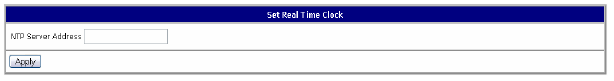 Set Real Time Clock
NTP Server Address
Apply